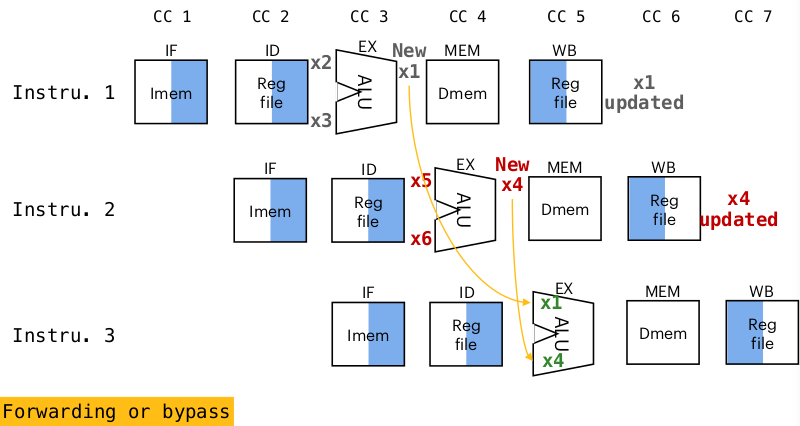 CC 1 CC 2 CC 3 CC 4 CC 5 CC 6 CC 7
IF ID EX MEM WB
Instru. 1
Imem
Reg
file
x2
x3
ALU
New
x1
Dmem
Reg
file
x1
updated
IF ID EX MEM WB
Instru. 2
Imem
Reg
file
x5
x6
ALU
New
x4
Dmem
Reg
file
x4
updated
IF ID EX MEM WB
Instru. 3
Imem
Reg
file
x1
ALU
x4
Dmem
Reg
file
Forwarding or bypass